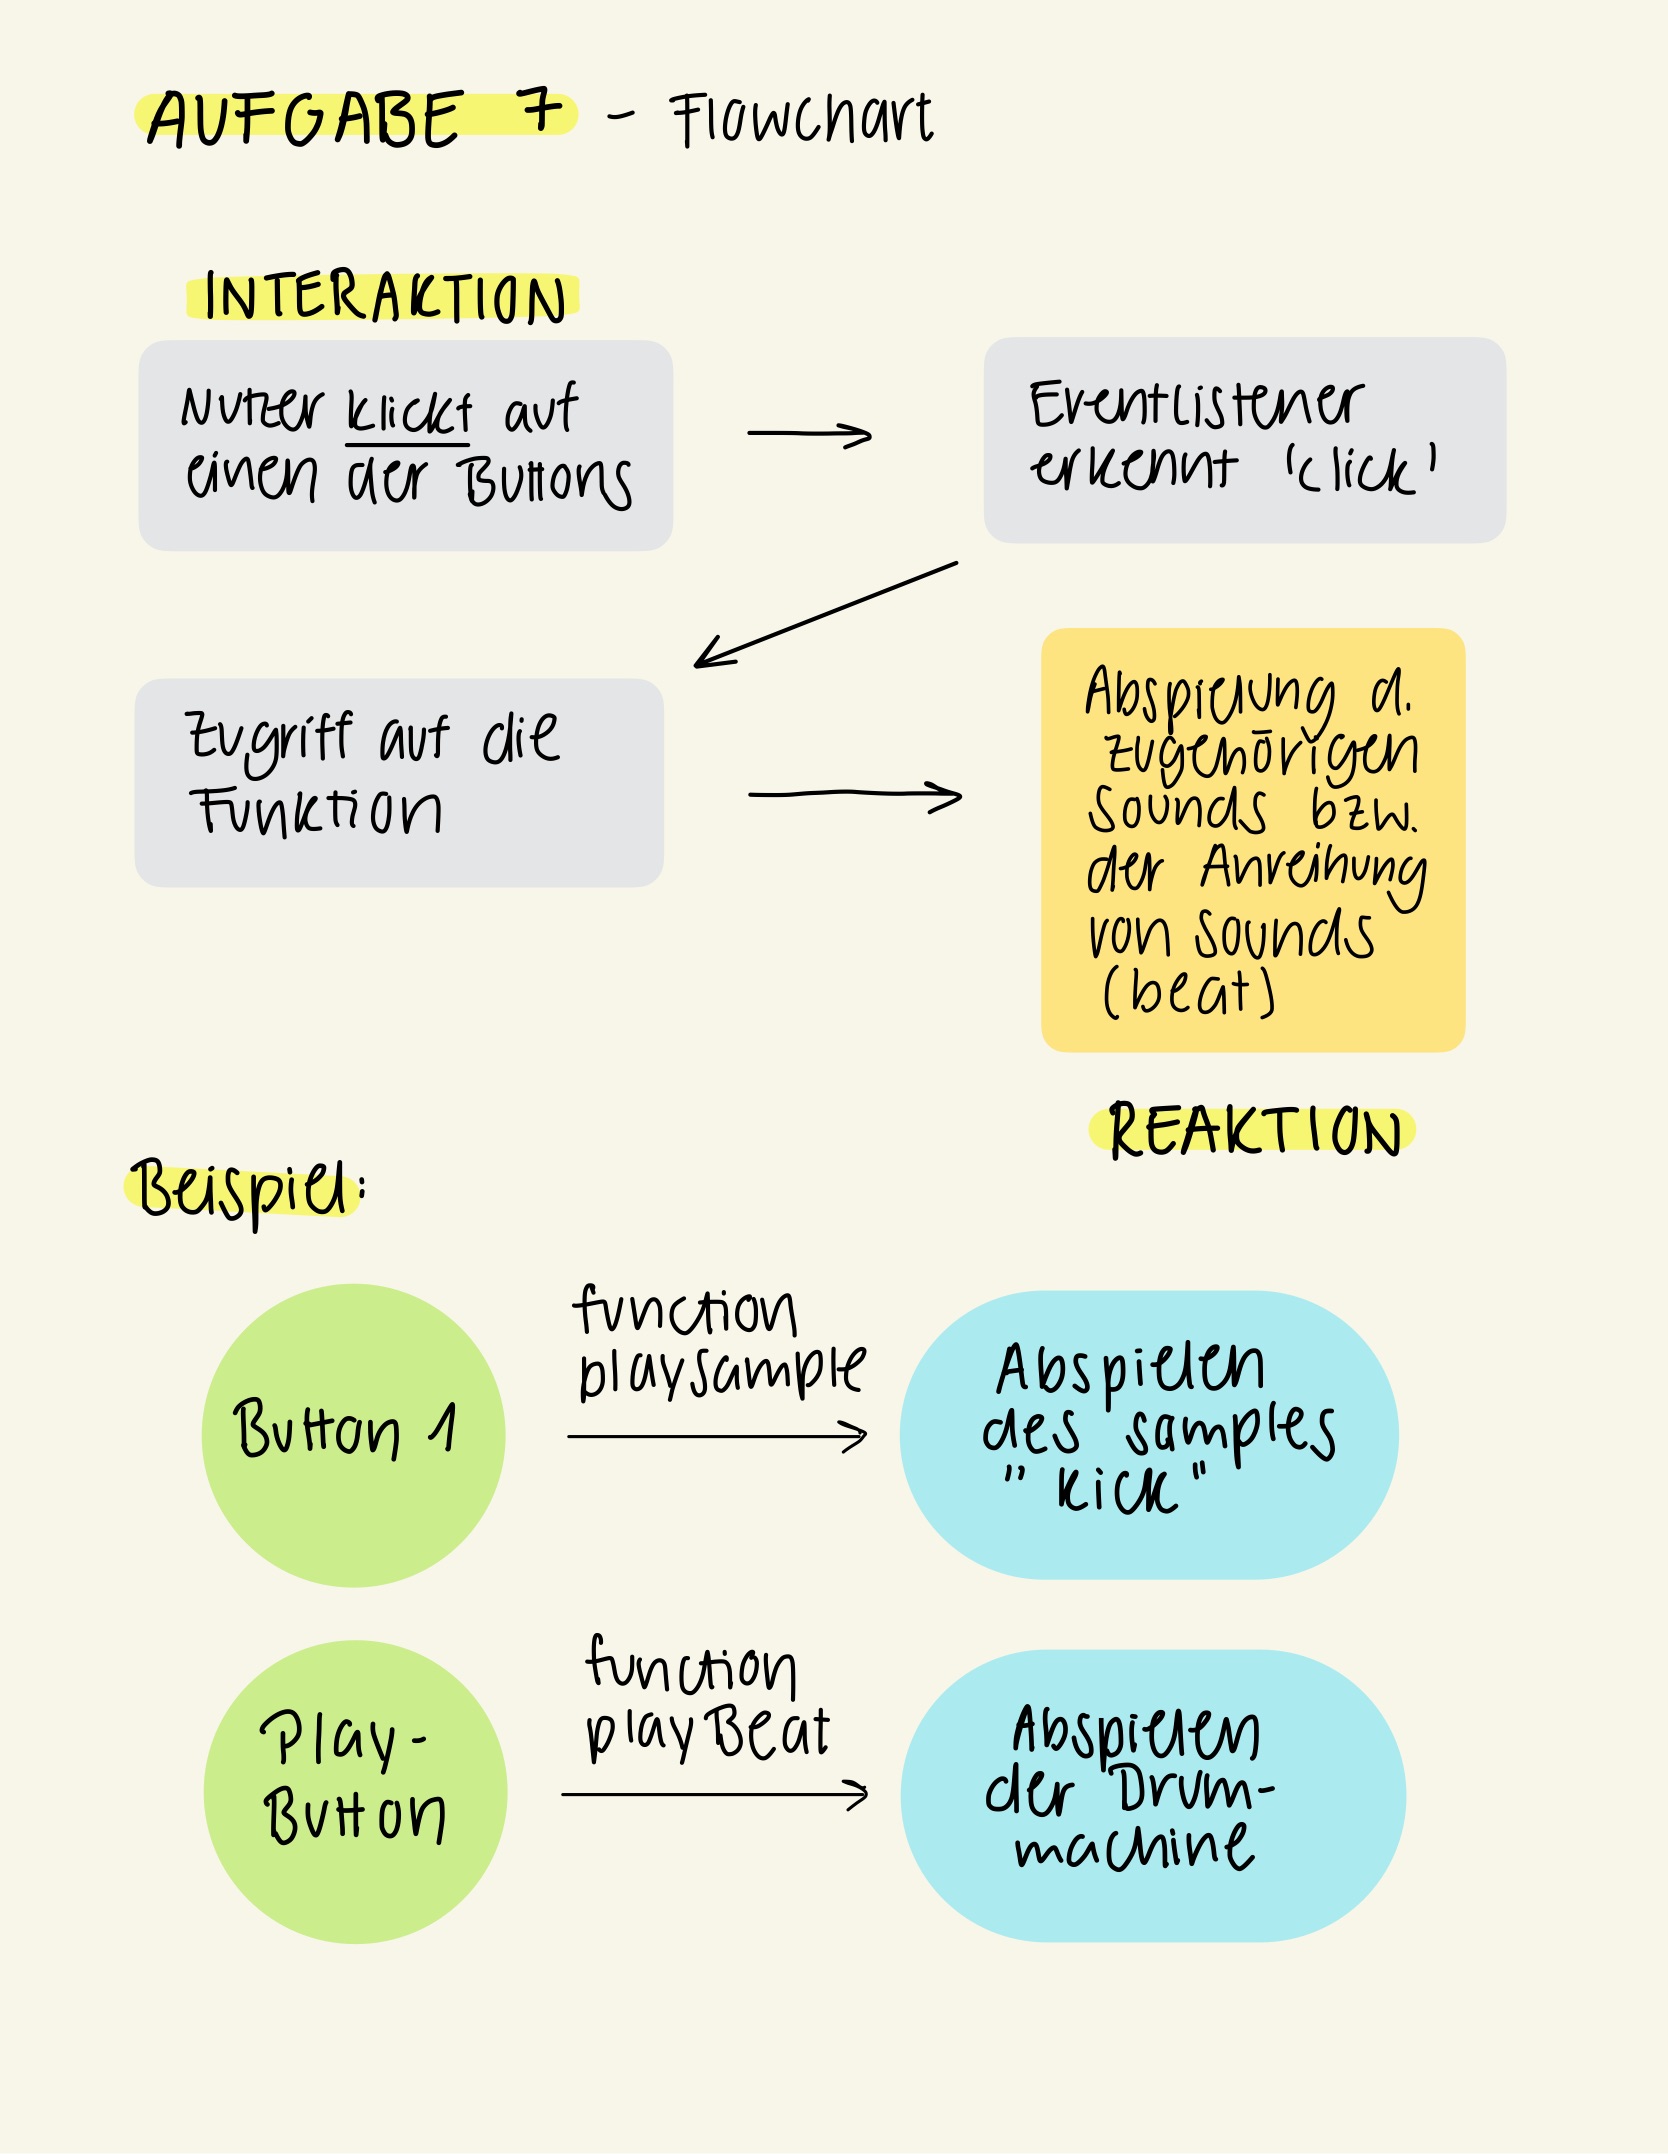 AUFGABE 7 - Flowchart
INTERAKTION
Nutzer klickt auf
einen der Buttons
Eventlistener
erkennt 'click'
Zugriff auf die
Funktion
Abspielung d.
zugehörigen
Sounds bzw.
der Anreihung
von Sounds
(beat)
REAKTION
Beispiel:
Button 1
function
playsample
Abspielen
des samples
"kick"
Play-
Button
function
playBeat
Abspielen
der Drum-
machine